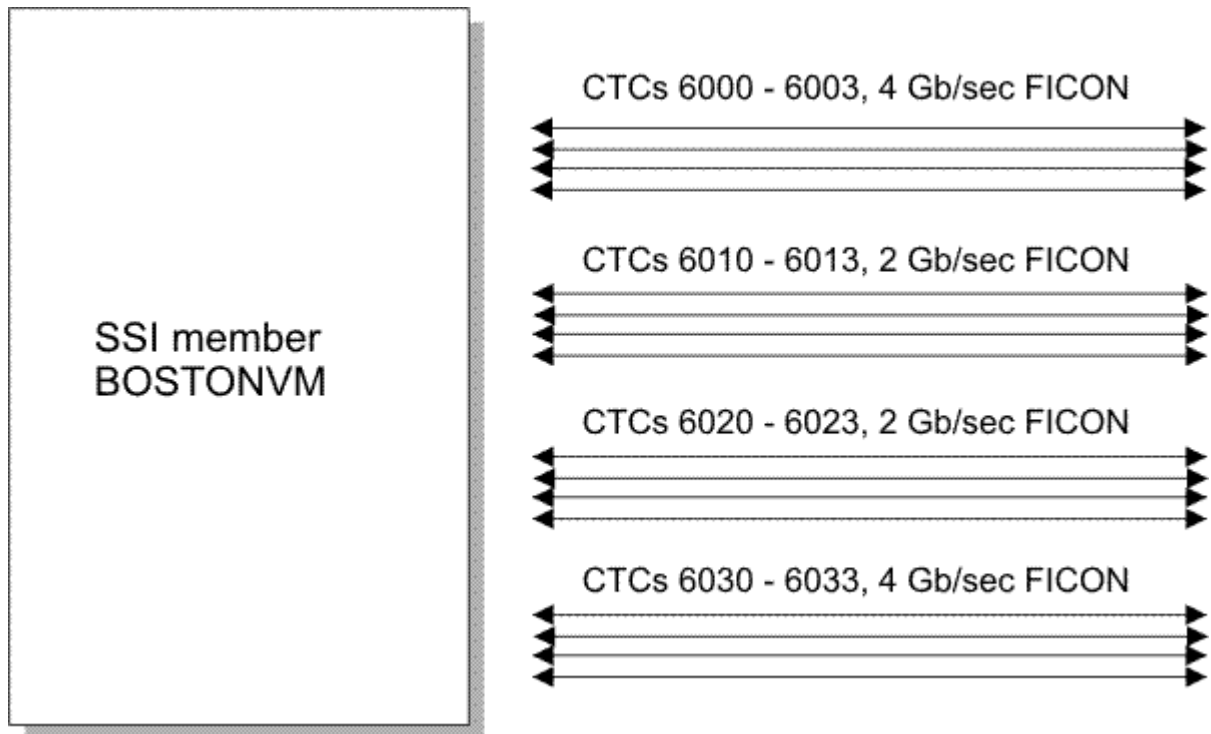 CTCs 6000 - 6003, 4 Gb/sec FICON
CTCs 6010 - 6013, 2 Gb/sec FICON
SSI member
BOSTONVM
CTCs 6020 - 6023, 2 Gb/sec FICON
CTCs 6030 - 6033, 4 Gb/sec FICON